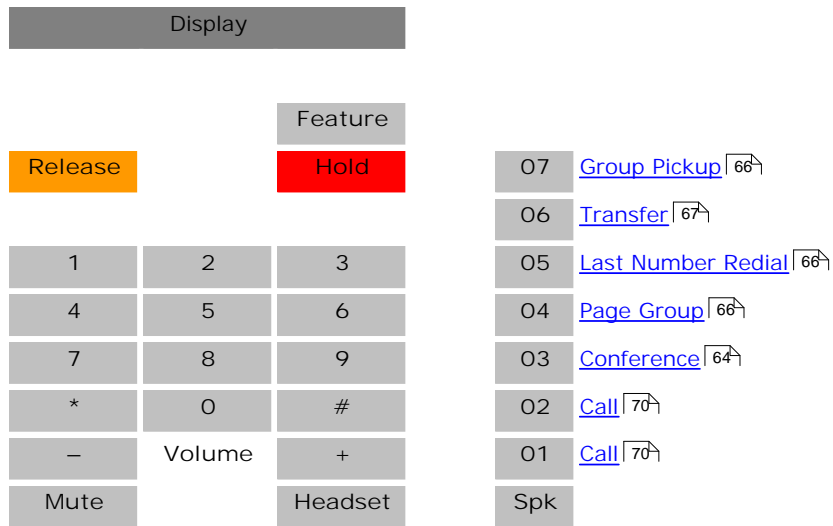 Display
Feature
Release Hold 07 Group Pickup 66
06 Transfer 67
1 2 3 05 Last Number Redial 66
4 5 6 04 Page Group 66
7 8 9 03 Conference 64
* 0 # 02 Call 70
– Volume + 01 Call 70
Mute Headset Spk